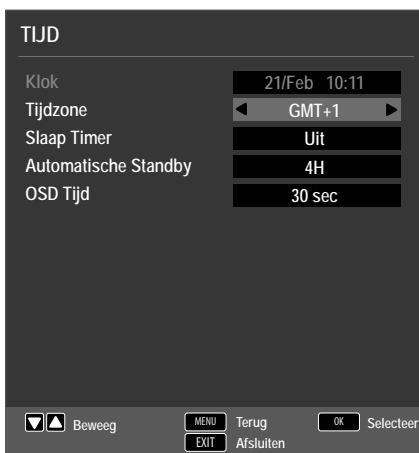 TIJD
Klok 21/Feb 10:11
Tijdzone GMT+1
Slaap Timer Uit
Automatische Standby 4H
OSD Tijd 30 sec
Beweeg MENU Terug OK Selecteer
EXIT Afsluiten